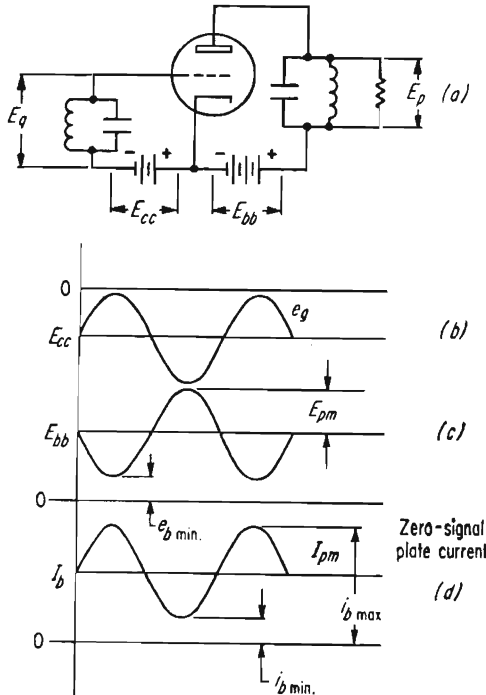 E_g
E_p (a)
- +
- +
E_cc
E_bb
0
e_g
(b)
E_cc
E_pm
E_bb
(c)
0
e_b min.
Zero-signal
plate current
I_pm
I_b
(d)
i_b max
0
i_b min.